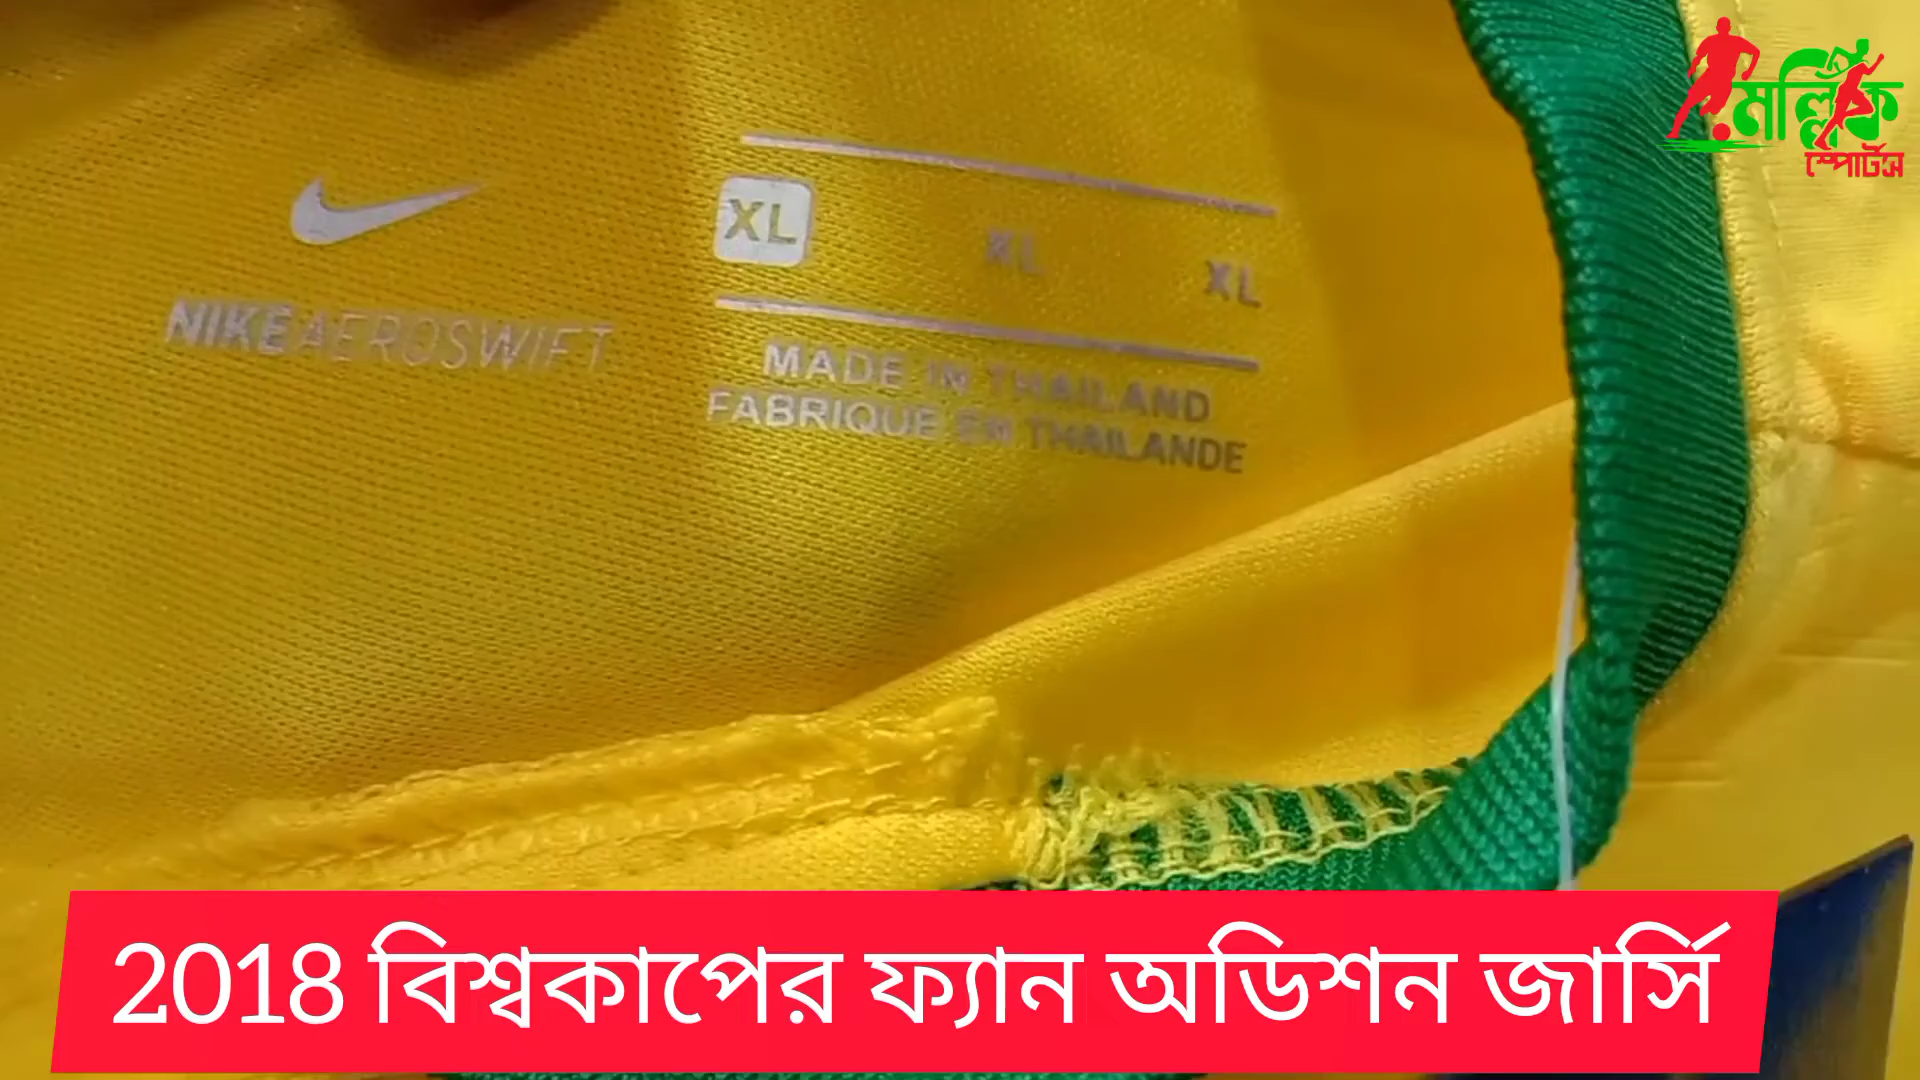 মল্লিক
স্পোর্টস
XL XL XL
NIKE AEROSWIFT
MADE IN THAILAND
FABRIQUE EN THAILANDE
2018 বিশ্বকাপের ফ্যান অডিশন জার্সি